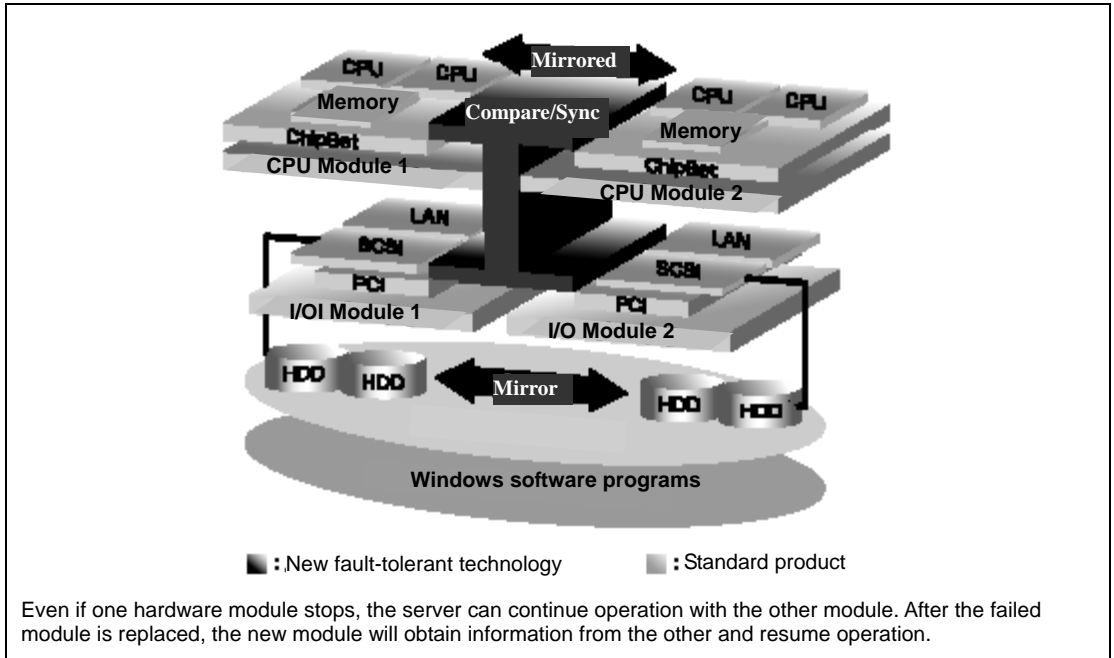 Mirrored
CPU
CPU
CPU
CPU
Memory
Compare/Sync
Memory
ChipSet
ChipSet
CPU Module 1
CPU Module 2
LAN
LAN
SCSI
SCSI
PCI
PCI
I/OI Module 1
I/O Module 2
HDD
HDD
Mirror
HDD
HDD
Windows software programs
: New fault-tolerant technology
: Standard product
Even if one hardware module stops, the server can continue operation with the other module. After the failed
module is replaced, the new module will obtain information from the other and resume operation.